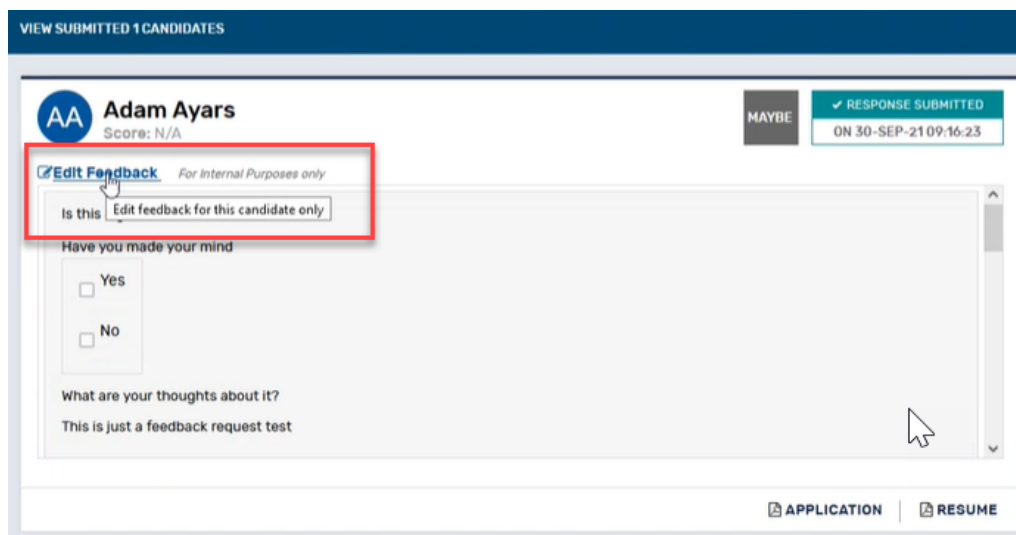 VIEW SUBMITTED 1 CANDIDATES
AA
Adam Ayars
Score: N/A
MAYBE
✔ RESPONSE SUBMITTED
ON 30-SEP-21 09:16:23
Edit Feedback For Internal Purposes only
Is this
Edit feedback for this candidate only
Have you made your mind
Yes
No
What are your thoughts about it?
This is just a feedback request test
APPLICATION
RESUME